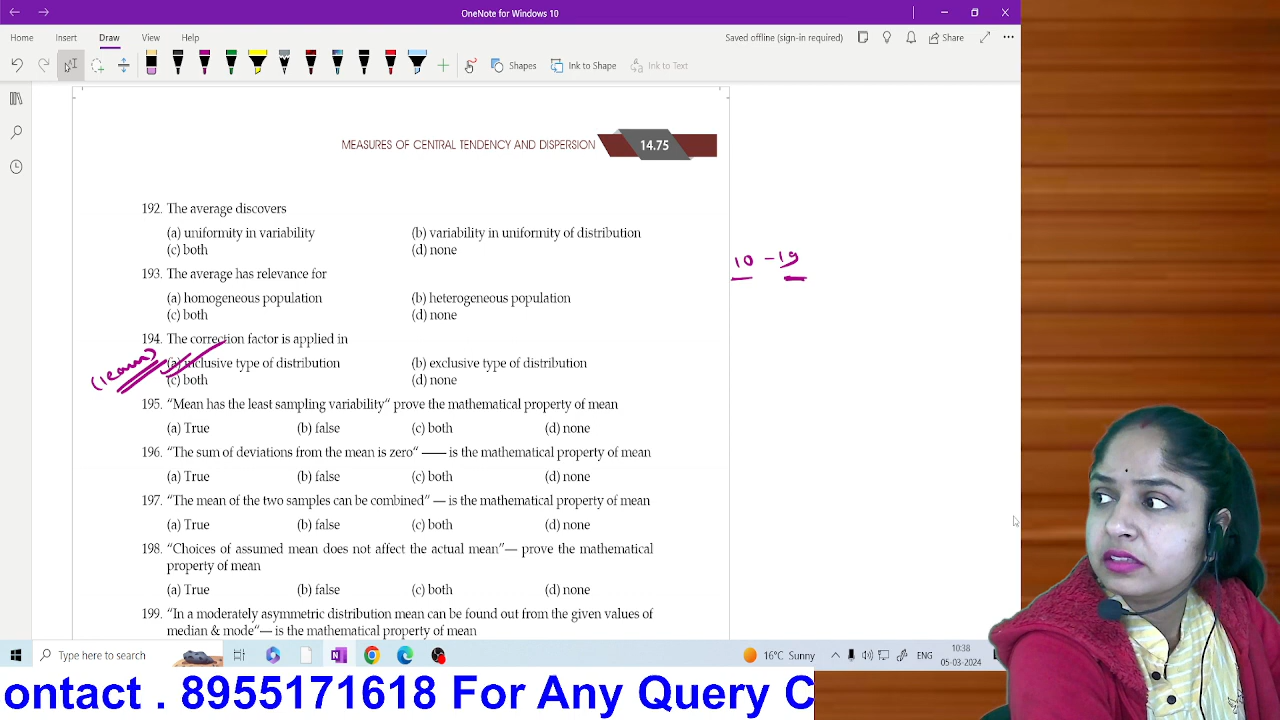 OneNote for Windows 10
Home Insert Draw View Help
Saved offline (sign-in required)
Share
Shapes
Ink to Shape
Ink to Text
MEASURES OF CENTRAL TENDENCY AND DISPERSION 14.75
192. The average discovers
(a) uniformity in variability (b) variability in uniformity of distribution
(c) both (d) none
10 - 19
193. The average has relevance for
(a) homogeneous population (b) heterogeneous population
(c) both (d) none
194. The correction factor is applied in
(learn) (a) inclusive type of distribution (b) exclusive type of distribution
(c) both (d) none
195. “Mean has the least sampling variability“ prove the mathematical property of mean
(a) True (b) false (c) both (d) none
196. “The sum of deviations from the mean is zero“ —— is the mathematical property of mean
(a) True (b) false (c) both (d) none
197. “The mean of the two samples can be combined” — is the mathematical property of mean
(a) True (b) false (c) both (d) none
198. “Choices of assumed mean does not affect the actual mean”— prove the mathematical
property of mean
(a) True (b) false (c) both (d) none
199. “In a moderately asymmetric distribution mean can be found out from the given values of
median & mode“— is the mathematical property of mean
Type here to search
16°C Sunny
ENG
10:38
05-03-2024
ontact . 8955171618 For Any Query C